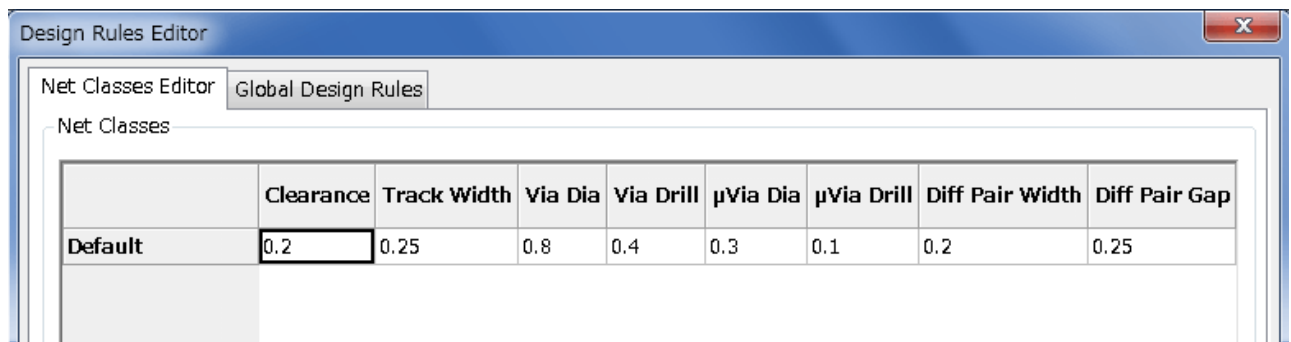 Design Rules Editor
Net Classes Editor Global Design Rules
Net Classes
Clearance Track Width Via Dia Via Drill µVia Dia µVia Drill Diff Pair Width Diff Pair Gap
Default 0.2 0.25 0.8 0.4 0.3 0.1 0.2 0.25